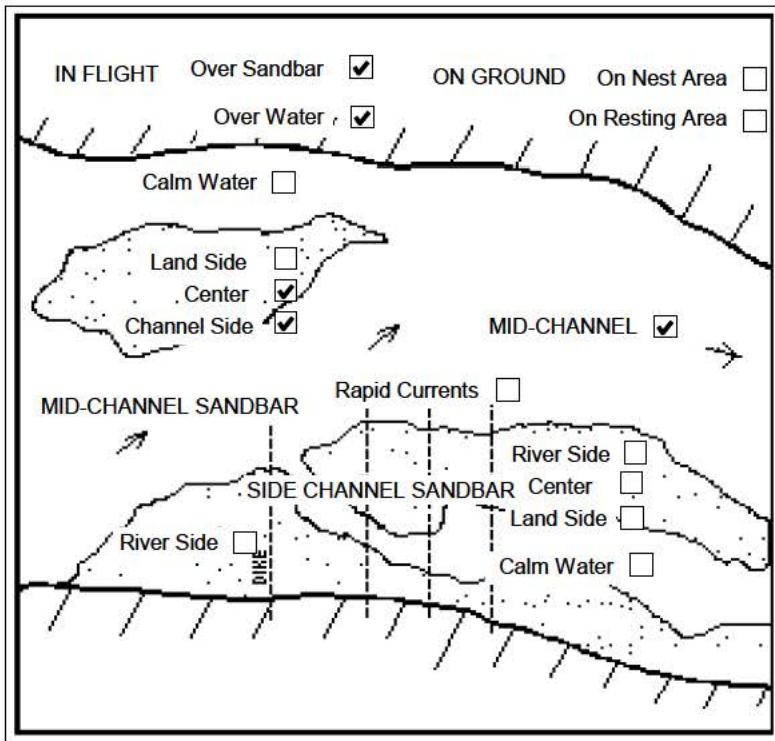 IN FLIGHT
Over Sandbar
Over Water
ON GROUND
On Nest Area
On Resting Area
Calm Water
Land Side
Center
Channel Side
MID-CHANNEL
Rapid Currents
MID-CHANNEL SANDBAR
River Side
SIDE CHANNEL SANDBAR
Center
Land Side
River Side
DIKE
Calm Water